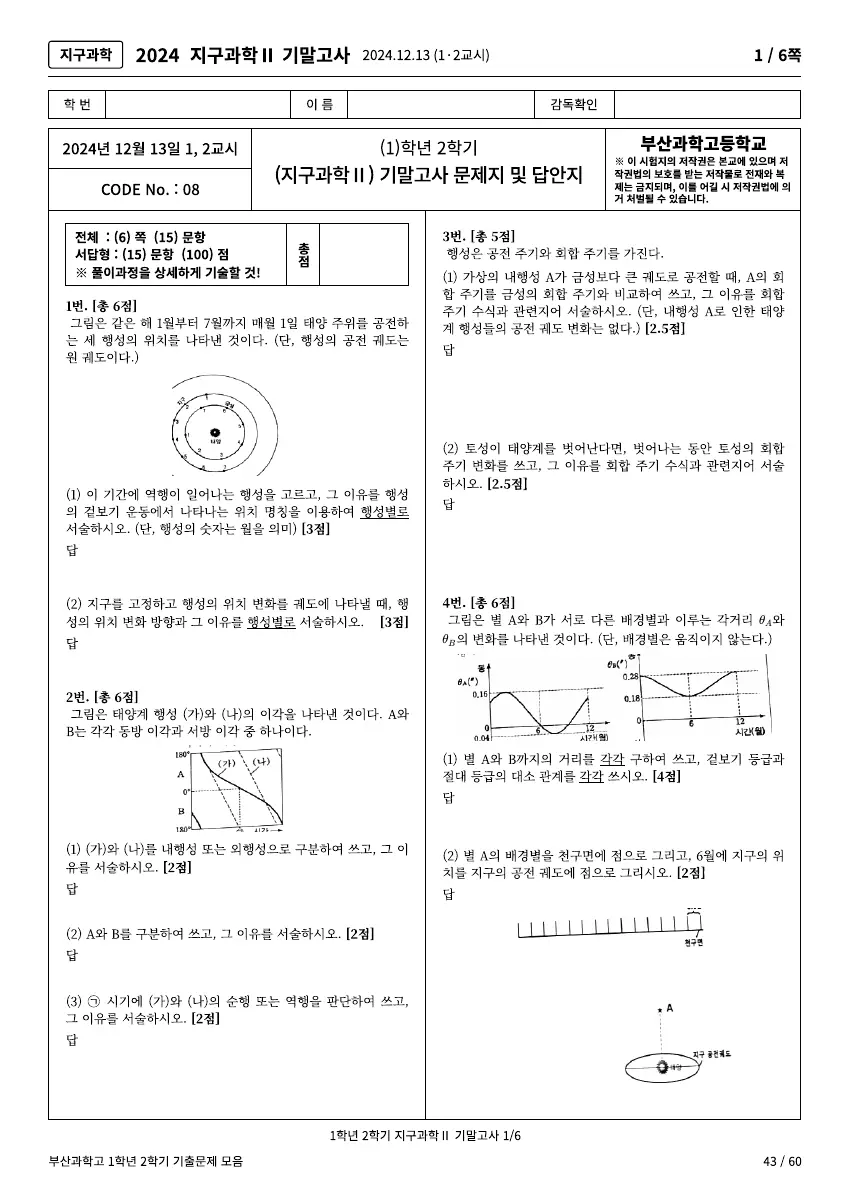 지구과학 2024 지구과학Ⅱ 기말고사 2024.12.13 (1·2교시) 1 / 6쪽
학 번 이 름 감독확인
2024년 12월 13일 1, 2교시
CODE No. : 08
(1)학년 2학기
(지구과학Ⅱ) 기말고사 문제지 및 답안지
부산과학고등학교
※ 이 시험지의 저작권은 본교에 있으며 저
작권법의 보호를 받는 저작물로 전재와 복
제는 금지되며, 이를 어길 시 저작권법에 의
거 처벌될 수 있습니다.
전체 : (6) 쪽 (15) 문항
서답형 : (15) 문항 (100) 점
※ 풀이과정을 상세하게 기술할 것!
총점
1번. [총 6점]
그림은 같은 해 1월부터 7월까지 매월 1일 태양 주위를 공전하
는 세 행성의 위치를 나타낸 것이다. (단, 행성의 공전 궤도는
원 궤도이다.)
지구
금성
태양
(1) 이 기간에 역행이 일어나는 행성을 고르고, 그 이유를 행성
의 겉보기 운동에서 나타나는 위치 명칭을 이용하여 행성별로
서술하시오. (단, 행성의 숫자는 월을 의미) [3점]
답
(2) 지구를 고정하고 행성의 위치 변화를 궤도에 나타낼 때, 행
성의 위치 변화 방향과 그 이유를 행성별로 서술하시오. [3점]
답
2번. [총 6점]
그림은 태양계 행성 (가)와 (나)의 이각을 나타낸 것이다. A와
B는 각각 동방 이각과 서방 이각 중 하나이다.
180°
(가) (나)
A
0°
B
180°
시간
(1) (가)와 (나)를 내행성 또는 외행성으로 구분하여 쓰고, 그 이
유를 서술하시오. [2점]
답
(2) A와 B를 구분하여 쓰고, 그 이유를 서술하시오. [2점]
답
(3) ㉠ 시기에 (가)와 (나)의 순행 또는 역행을 판단하여 쓰고,
그 이유를 서술하시오. [2점]
답
3번. [총 5점]
행성은 공전 주기와 회합 주기를 가진다.
(1) 가상의 내행성 A가 금성보다 큰 궤도로 공전할 때, A의 회
합 주기를 금성의 회합 주기와 비교하여 쓰고, 그 이유를 회합
주기 수식과 관련지어 서술하시오. (단, 내행성 A로 인한 태양
계 행성들의 공전 궤도 변화는 없다.) [2.5점]
답
(2) 토성이 태양계를 벗어난다면, 벗어나는 동안 토성의 회합
주기 변화를 쓰고, 그 이유를 회합 주기 수식과 관련지어 서술
하시오. [2.5점]
답
4번. [총 6점]
그림은 별 A와 B가 서로 다른 배경별과 이루는 각거리 θA와
θB의 변화를 나타낸 것이다. (단, 배경별은 움직이지 않는다.)
θA(″)
0.16
0
0.04
6
12
시간(월)
θB(″)
0.28
0.18
0
6
12
시간(월)
(1) 별 A와 B까지의 거리를 각각 구하여 쓰고, 겉보기 등급과
절대 등급의 대소 관계를 각각 쓰시오. [4점]
답
(2) 별 A의 배경별을 천구면에 점으로 그리고, 6월에 지구의 위
치를 지구의 공전 궤도에 점으로 그리시오. [2점]
답
천구면
A
지구 공전궤도
태양
1학년 2학기 지구과학Ⅱ 기말고사 1/6
부산과학고 1학년 2학기 기출문제 모음 43 / 60